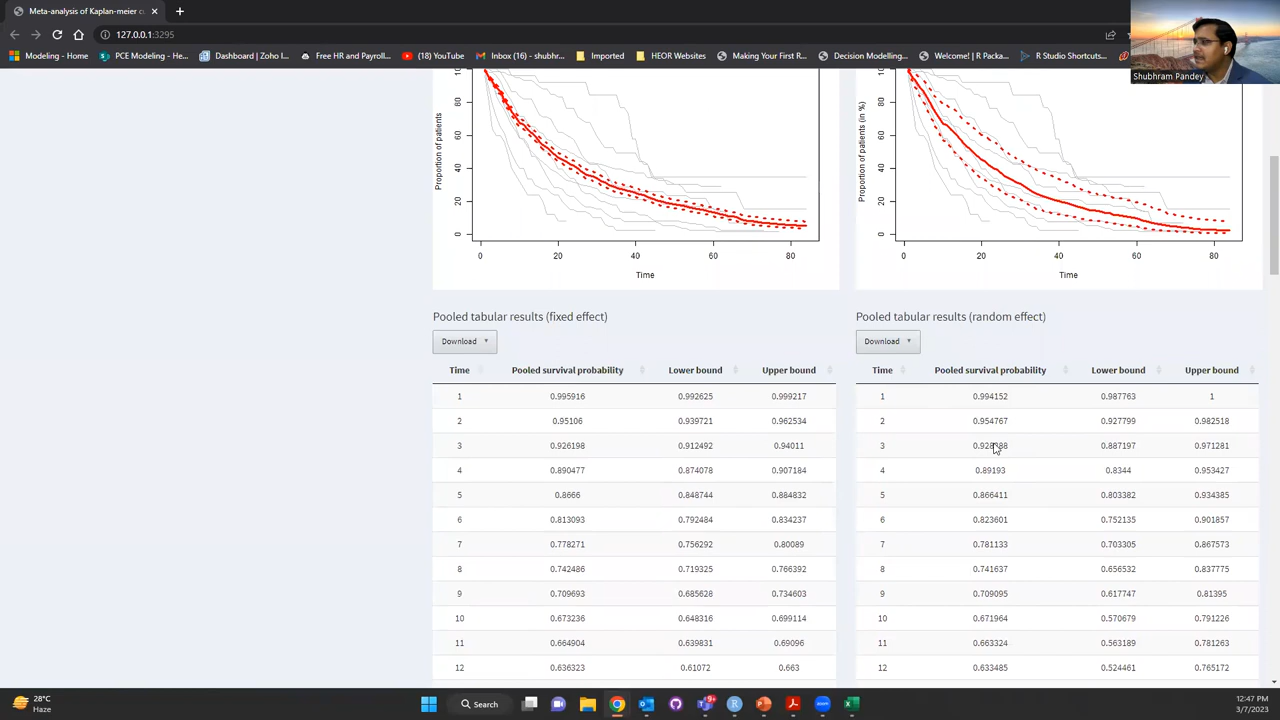 Meta-analysis of Kaplan-meier c
127.0.0.1:3295
Modeling - Home
PCE Modeling - He...
Dashboard | Zoho I...
Free HR and Payroll...
(18) YouTube
Inbox (16) - shubhr...
Imported
HEOR Websites
Making Your First R...
Decision Modelling...
Welcome! | R Packa...
R Studio Shortcuts...
Shubhram Pandey
Proportion of patients
80
60
40
20
0
0 20 40 60 80
Time
Proportion of patients (in %)
80
60
40
20
0
0 20 40 60 80
Time
Pooled tabular results (fixed effect)
Download
Time Pooled survival probability Lower bound Upper bound
1 0.995916 0.992625 0.999217
2 0.95106 0.939721 0.962534
3 0.926198 0.912492 0.94011
4 0.890477 0.874078 0.907184
5 0.8666 0.848744 0.884832
6 0.813093 0.792484 0.834237
7 0.778271 0.756292 0.80089
8 0.742486 0.719325 0.766392
9 0.709693 0.685628 0.734603
10 0.673236 0.648316 0.699114
11 0.664904 0.639831 0.69096
12 0.636323 0.61072 0.663
Pooled tabular results (random effect)
Download
Time Pooled survival probability Lower bound Upper bound
1 0.994152 0.987763 1
2 0.954767 0.927799 0.982518
3 0.887197 0.971281
4 0.89193 0.8344 0.953427
5 0.866411 0.803382 0.934385
6 0.823601 0.752135 0.901857
7 0.781133 0.703305 0.867573
8 0.741637 0.656532 0.837775
9 0.709095 0.617747 0.81395
10 0.671964 0.570679 0.791226
11 0.663324 0.563189 0.781263
12 0.633485 0.524461 0.765172
28°C
Haze
Search
12:47 PM
3/7/2023